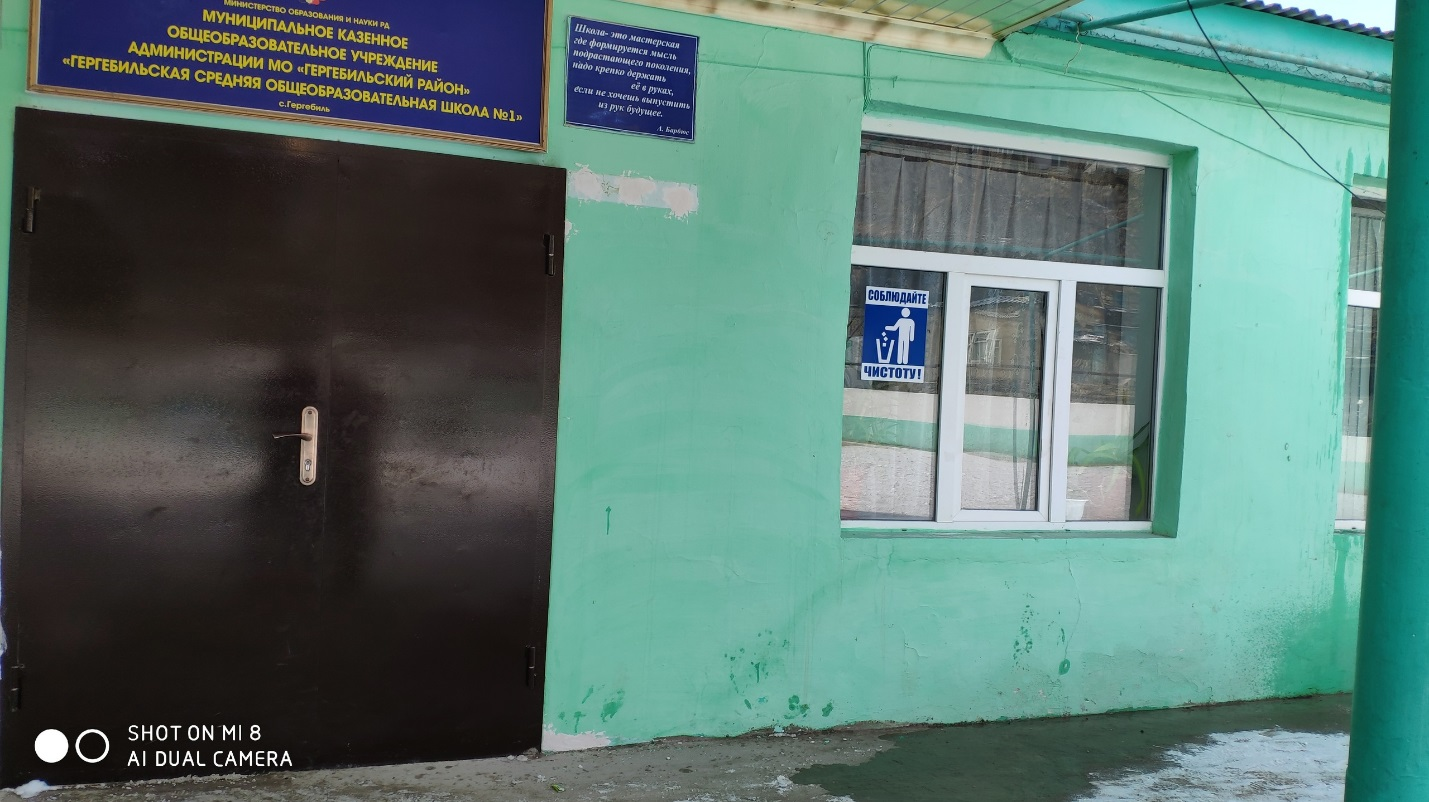 МИНИСТЕРСТВО ОБРАЗОВАНИЯ И НАУКИ РД
МУНИЦИПАЛЬНОЕ КАЗЕННОЕ
ОБЩЕОБРАЗОВАТЕЛЬНОЕ УЧРЕЖДЕНИЕ
АДМИНИСТРАЦИИ МО «ГЕРГЕБИЛЬСКИЙ РАЙОН»
«ГЕРГЕБИЛЬСКАЯ СРЕДНЯЯ ОБЩЕОБРАЗОВАТЕЛЬНАЯ ШКОЛА №1»
с.Гергебиль
Школа- это мастерская
где формируется мысль
подрастающего поколения,
надо крепко держать
её в руках,
если не хочешь выпустить
из рук будущее.
А. Барбюс
СОБЛЮДАЙТЕ
ЧИСТОТУ!
SHOT ON MI 8
AI DUAL CAMERA